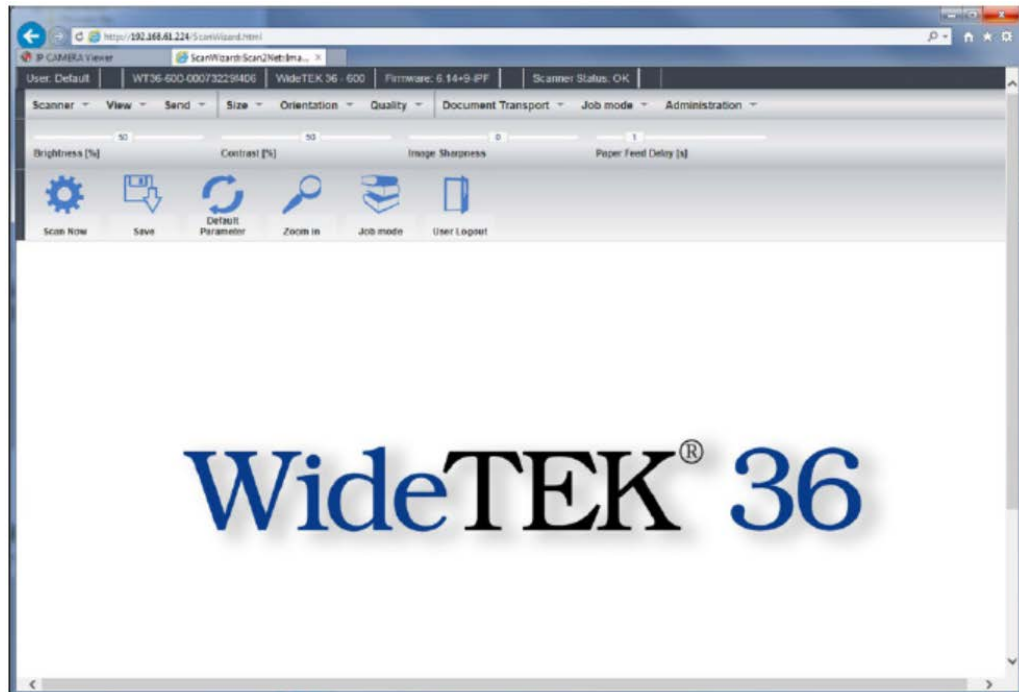 http://192.168.61.224/ScanWizard.html
IP CAMERA Viewer
ScanWizard:Scan2Net:Ima...
User: Default WT36-600-00073229f406 WideTEK 36 - 600 Firmware: 6.14+9-IPF Scanner Status: OK
Scanner View Send Size Orientation Quality Document Transport Job mode Administration
50 50 0 1
Brightness [%] Contrast [%] Image Sharpness Paper Feed Delay [s]
Scan Now Save Default Parameter Zoom in Job mode User Logout
WideTEK® 36